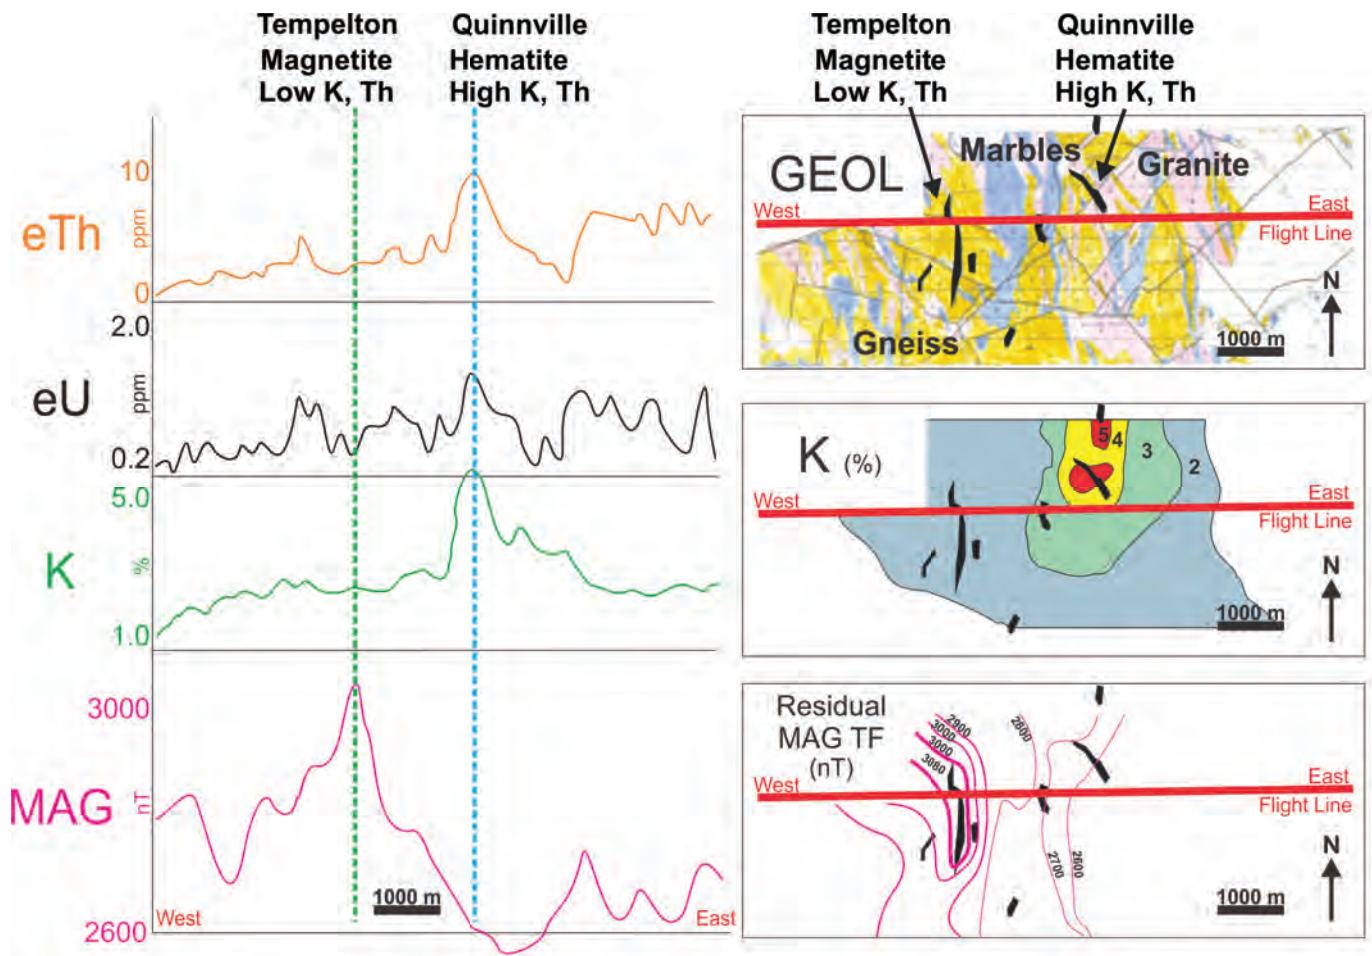 Tempelton
Magnetite
Low K, Th
Quinnville
Hematite
High K, Th
10
eTh
ppm
0
2.0
eU
ppm
0.2
5.0
K
%
1.0
3000
MAG
nT
2600
West
1000 m
East
Tempelton
Magnetite
Low K, Th
Quinnville
Hematite
High K, Th
GEOL
Marbles
Granite
West
East
Flight Line
Gneiss
N
1000 m
K (%)
5
4
3
2
West
East
Flight Line
N
1000 m
Residual
MAG TF
(nT)
2900
3000
3000
3080
2800
West
East
Flight Line
2700
2600
N
1000 m